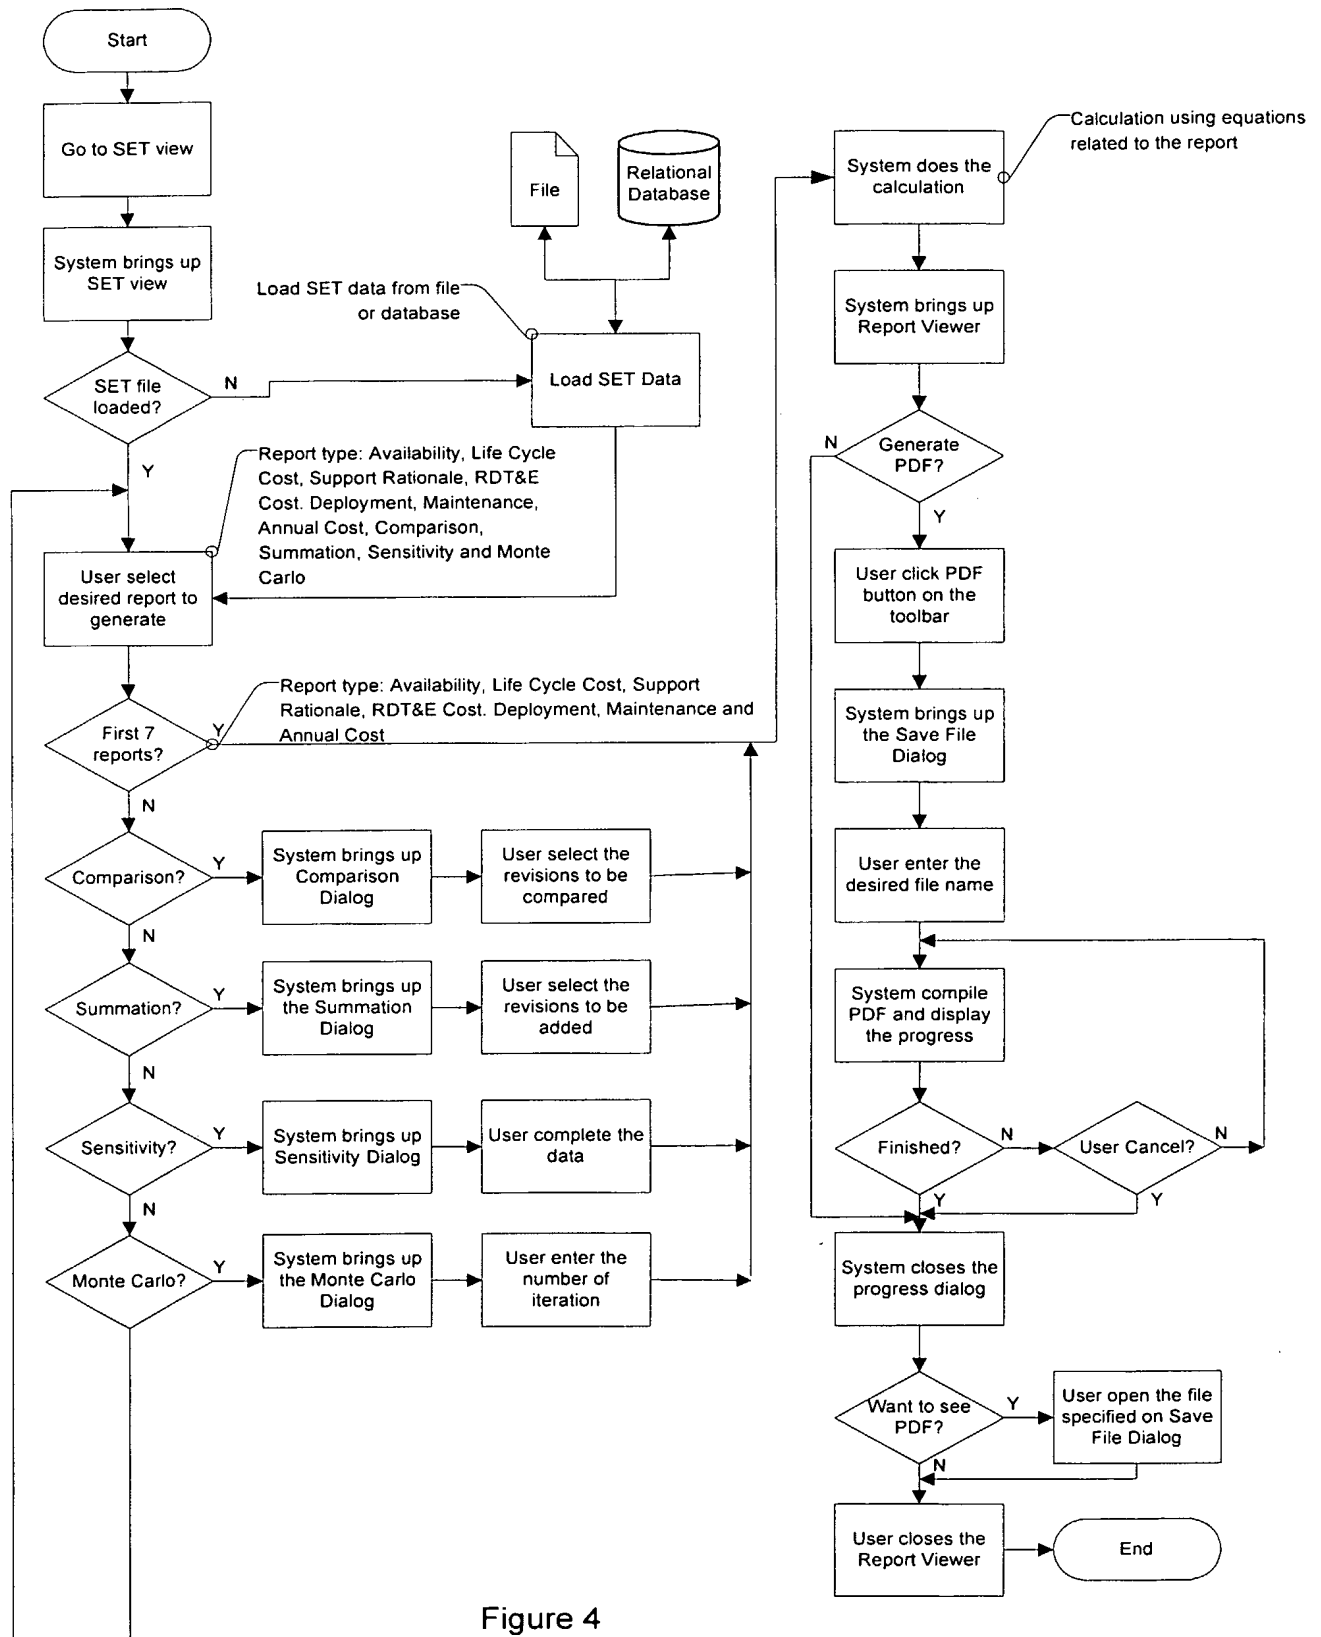 Start
Go to SET view
System brings up
SET view
SET file
loaded?
N
Y
File
Relational
Database
Load SET data from file
or database
Load SET Data
Report type: Availability, Life Cycle
Cost, Support Rationale, RDT&E
Cost. Deployment, Maintenance,
Annual Cost, Comparison,
Summation, Sensitivity and Monte
Carlo
User select
desired report to
generate
Report type: Availability, Life Cycle Cost, Support
Rationale, RDT&E Cost. Deployment, Maintenance and
Annual Cost
First 7
reports?
Y
N
Comparison?
Y
System brings up
Comparison
Dialog
User select the
revisions to be
compared
N
Summation?
Y
System brings up
the Summation
Dialog
User select the
revisions to be
added
N
Sensitivity?
Y
System brings up
Sensitivity Dialog
User complete the
data
N
Monte Carlo?
Y
System brings up
the Monte Carlo
Dialog
User enter the
number of
iteration
Calculation using equations
related to the report
System does the
calculation
System brings up
Report Viewer
N
Generate
PDF?
Y
User click PDF
button on the
toolbar
System brings up
the Save File
Dialog
User enter the
desired file name
System compile
PDF and display
the progress
Finished?
N
User Cancel?
N
Y
Y
System closes the
progress dialog
Want to see
PDF?
Y
User open the file
specified on Save
File Dialog
N
User closes the
Report Viewer
End
Figure 4